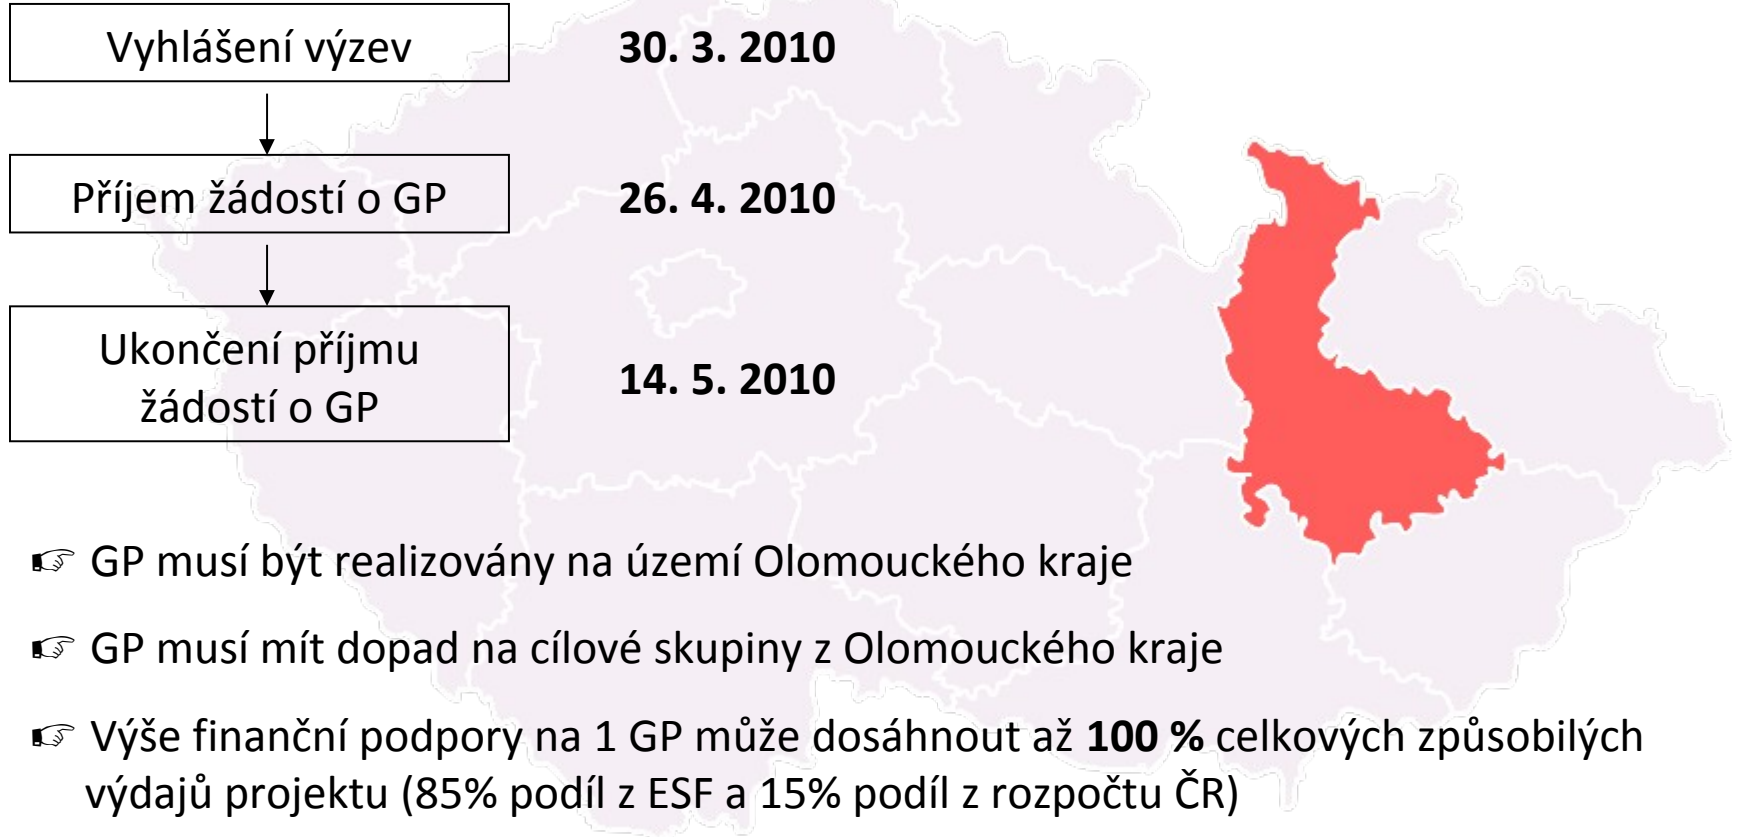 Vyhlášení výzev 30. 3. 2010
Příjem žádostí o GP 26. 4. 2010
Ukončení příjmu
žádostí o GP 14. 5. 2010
☞ GP musí být realizovány na území Olomouckého kraje
☞ GP musí mít dopad na cílové skupiny z Olomouckého kraje
☞ Výše finanční podpory na 1 GP může dosáhnout až 100 % celkových způsobilých
výdajů projektu (85% podíl z ESF a 15% podíl z rozpočtu ČR)